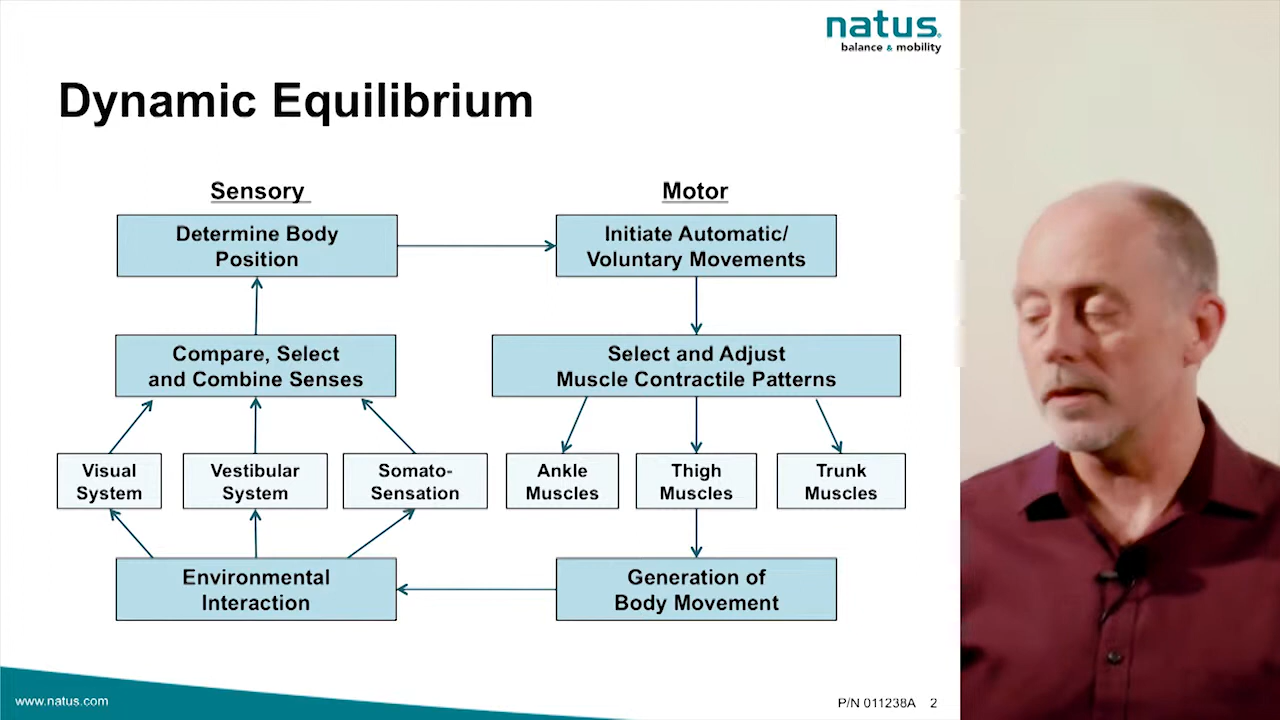 natus
balance & mobility
Dynamic Equilibrium
Sensory
Motor
Determine Body
Position
Initiate Automatic/
Voluntary Movements
Compare, Select
and Combine Senses
Select and Adjust
Muscle Contractile Patterns
Visual
System
Vestibular
System
Somato-
Sensation
Ankle
Muscles
Thigh
Muscles
Trunk
Muscles
Environmental
Interaction
Generation of
Body Movement
www.natus.com
P/N 011238A 2